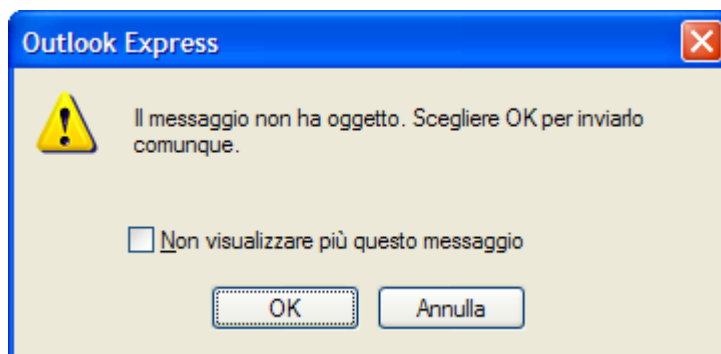 Outlook Express
Il messaggio non ha oggetto. Scegliere OK per inviarlo
comunque.
Non visualizzare più questo messaggio
OK
Annulla